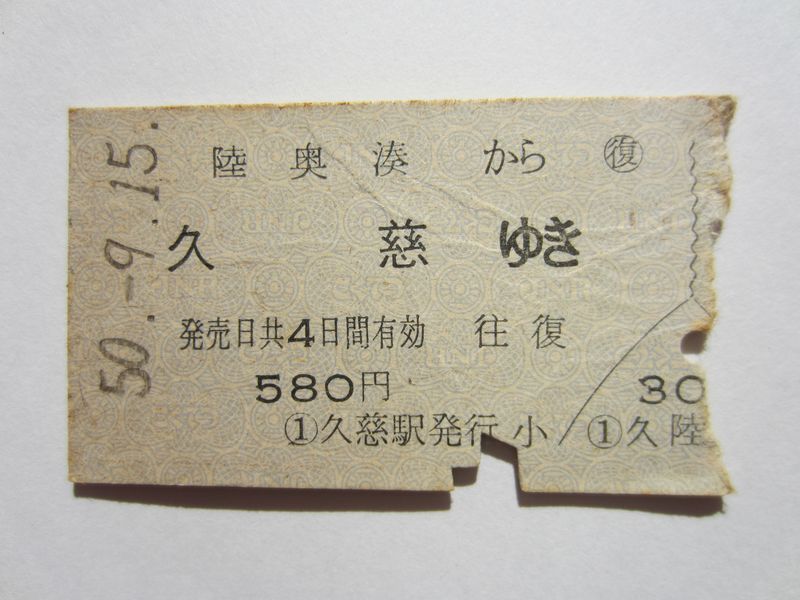 50.-9.15.
陸奥湊 から ㊝復
久慈 ゆき
発売日共4日間有効 往復
580円 30
①久慈駅発行 小 ①久陸